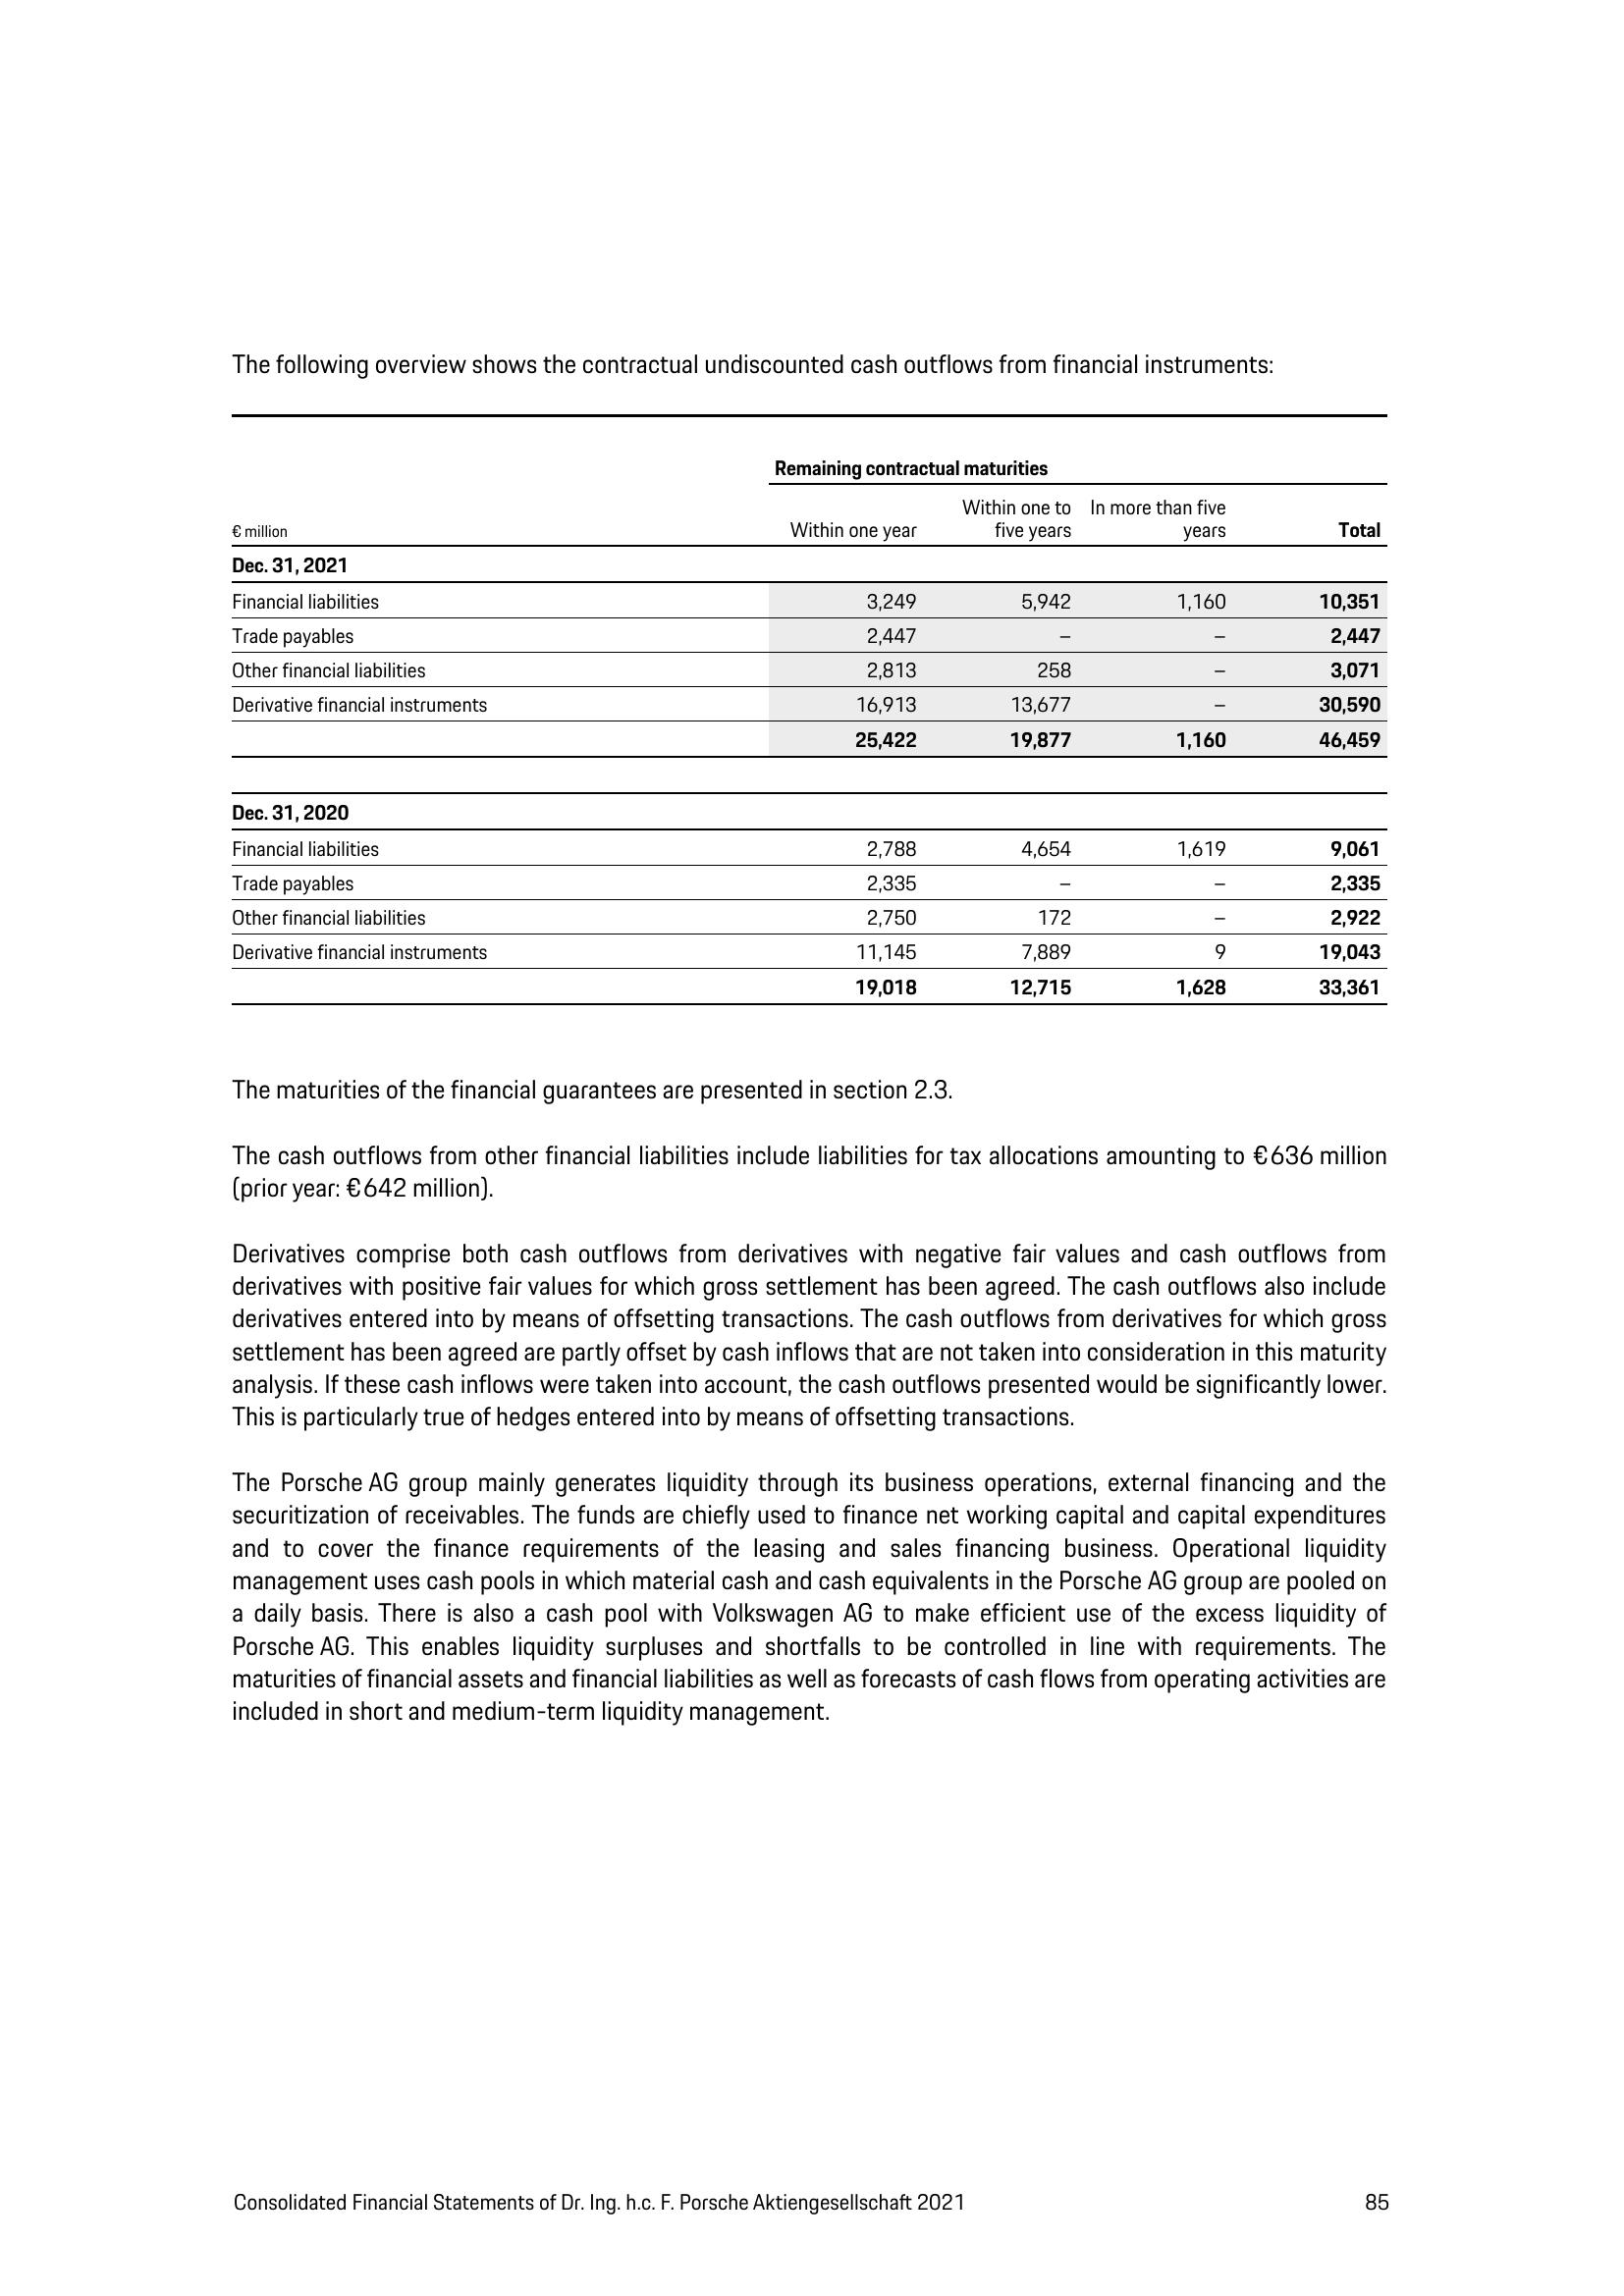 The following overview shows the contractual undiscounted cash outflows from financial instruments:
Remaining contractual maturities
€ million Within one year Within one to five years In more than five years Total
Dec. 31, 2021
Financial liabilities 3,249 5,942 1,160 10,351
Trade payables 2,447 – – 2,447
Other financial liabilities 2,813 258 – 3,071
Derivative financial instruments 16,913 13,677 – 30,590
25,422 19,877 1,160 46,459
Dec. 31, 2020
Financial liabilities 2,788 4,654 1,619 9,061
Trade payables 2,335 – – 2,335
Other financial liabilities 2,750 172 – 2,922
Derivative financial instruments 11,145 7,889 9 19,043
19,018 12,715 1,628 33,361
The maturities of the financial guarantees are presented in section 2.3.
The cash outflows from other financial liabilities include liabilities for tax allocations amounting to €636 million
(prior year: €642 million).
Derivatives comprise both cash outflows from derivatives with negative fair values and cash outflows from
derivatives with positive fair values for which gross settlement has been agreed. The cash outflows also include
derivatives entered into by means of offsetting transactions. The cash outflows from derivatives for which gross
settlement has been agreed are partly offset by cash inflows that are not taken into consideration in this maturity
analysis. If these cash inflows were taken into account, the cash outflows presented would be significantly lower.
This is particularly true of hedges entered into by means of offsetting transactions.
The Porsche AG group mainly generates liquidity through its business operations, external financing and the
securitization of receivables. The funds are chiefly used to finance net working capital and capital expenditures
and to cover the finance requirements of the leasing and sales financing business. Operational liquidity
management uses cash pools in which material cash and cash equivalents in the Porsche AG group are pooled on
a daily basis. There is also a cash pool with Volkswagen AG to make efficient use of the excess liquidity of
Porsche AG. This enables liquidity surpluses and shortfalls to be controlled in line with requirements. The
maturities of financial assets and financial liabilities as well as forecasts of cash flows from operating activities are
included in short and medium-term liquidity management.
Consolidated Financial Statements of Dr. Ing. h.c. F. Porsche Aktiengesellschaft 2021 85